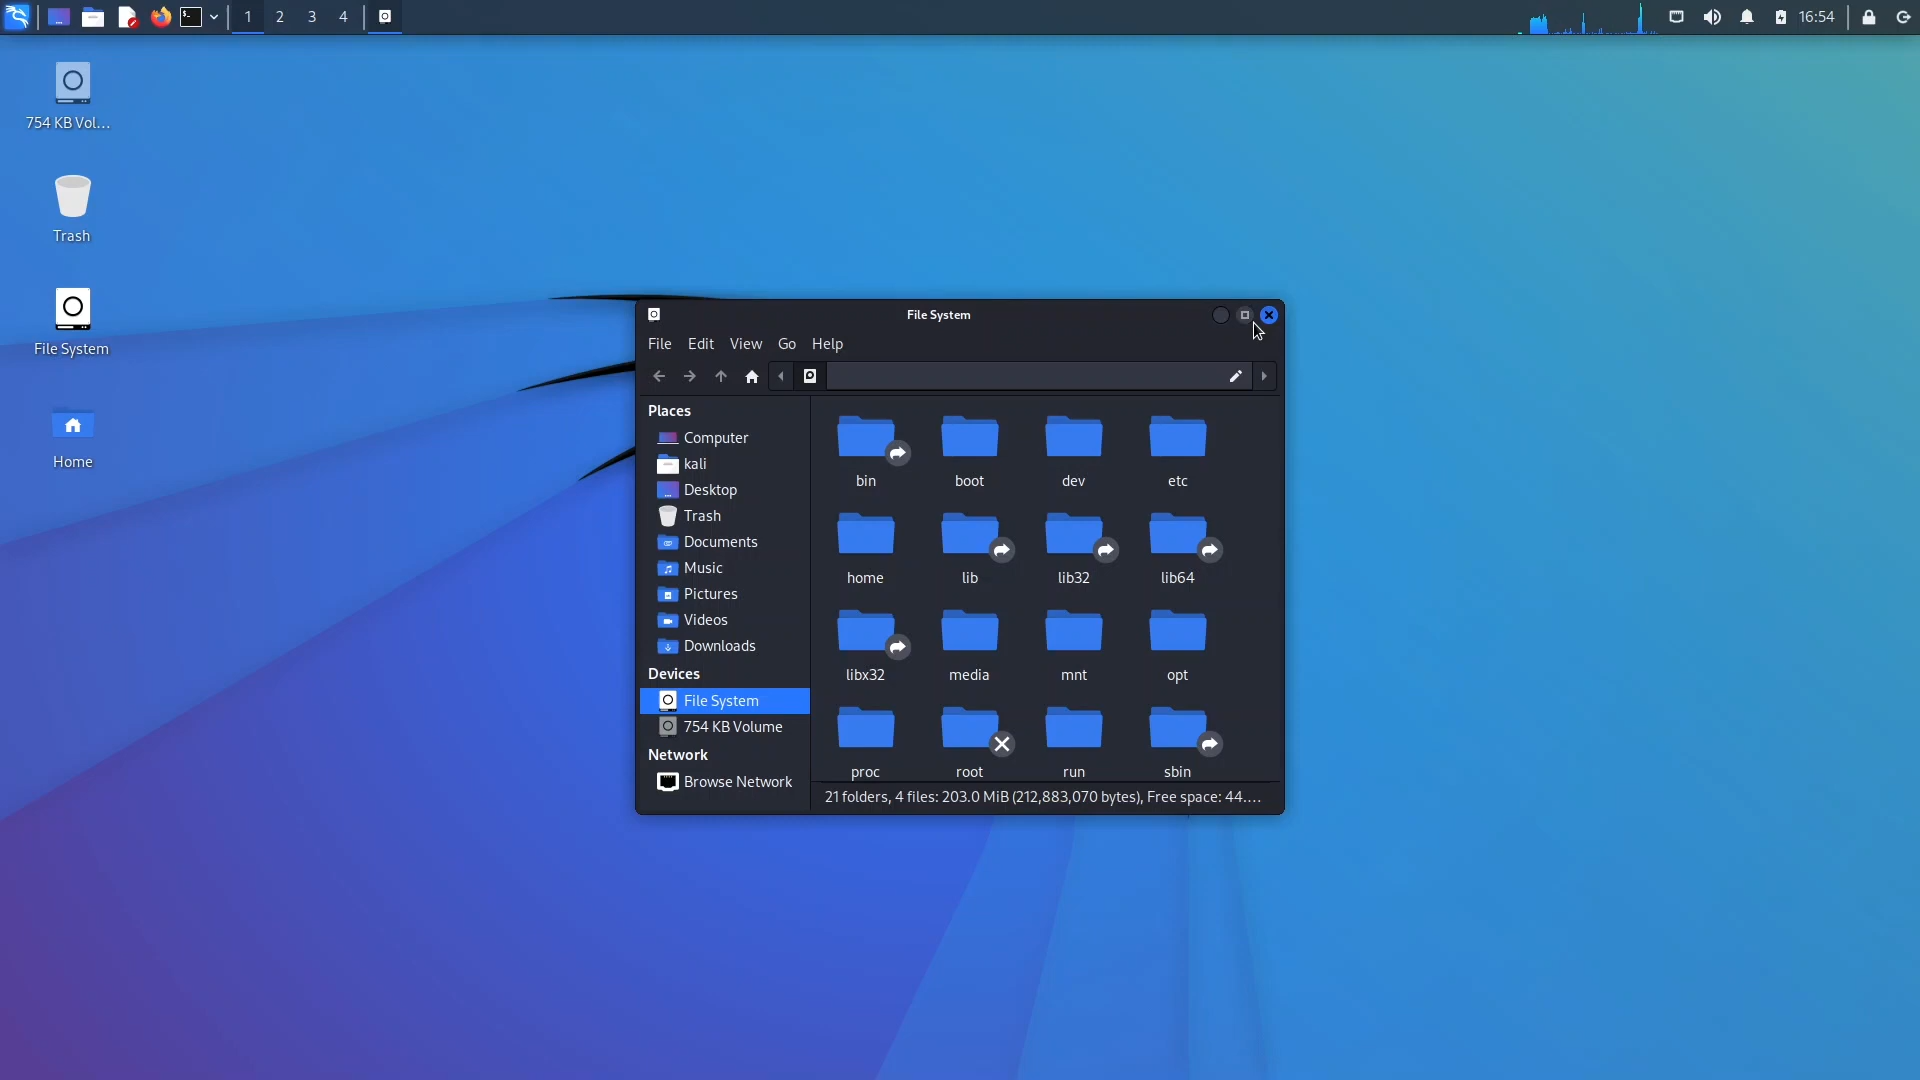 1 2 3 4
16:54
754 KB Vol...
Trash
File System
Home
File System
File Edit View Go Help
Places
Computer
kali
Desktop
Trash
Documents
Music
Pictures
Videos
Downloads
Devices
File System
754 KB Volume
Network
Browse Network
bin boot dev etc
home lib lib32 lib64
libx32 media mnt opt
proc root run sbin
21 folders, 4 files: 203.0 MiB (212,883,070 bytes), Free space: 44....